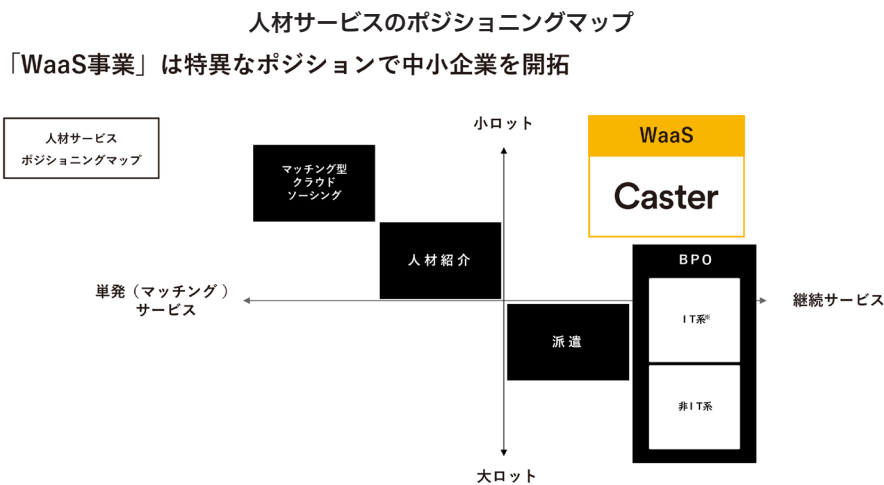 人材サービスのポジショニングマップ
「WaaS事業」は特異なポジションで中小企業を開拓
人材サービス
ポジショニングマップ
小ロット
WaaS
Caster
マッチング型
クラウド
ソーシング
人材紹介
BPO
単発（マッチング）
サービス
継続サービス
IT系※
派遣
非IT系
大ロット